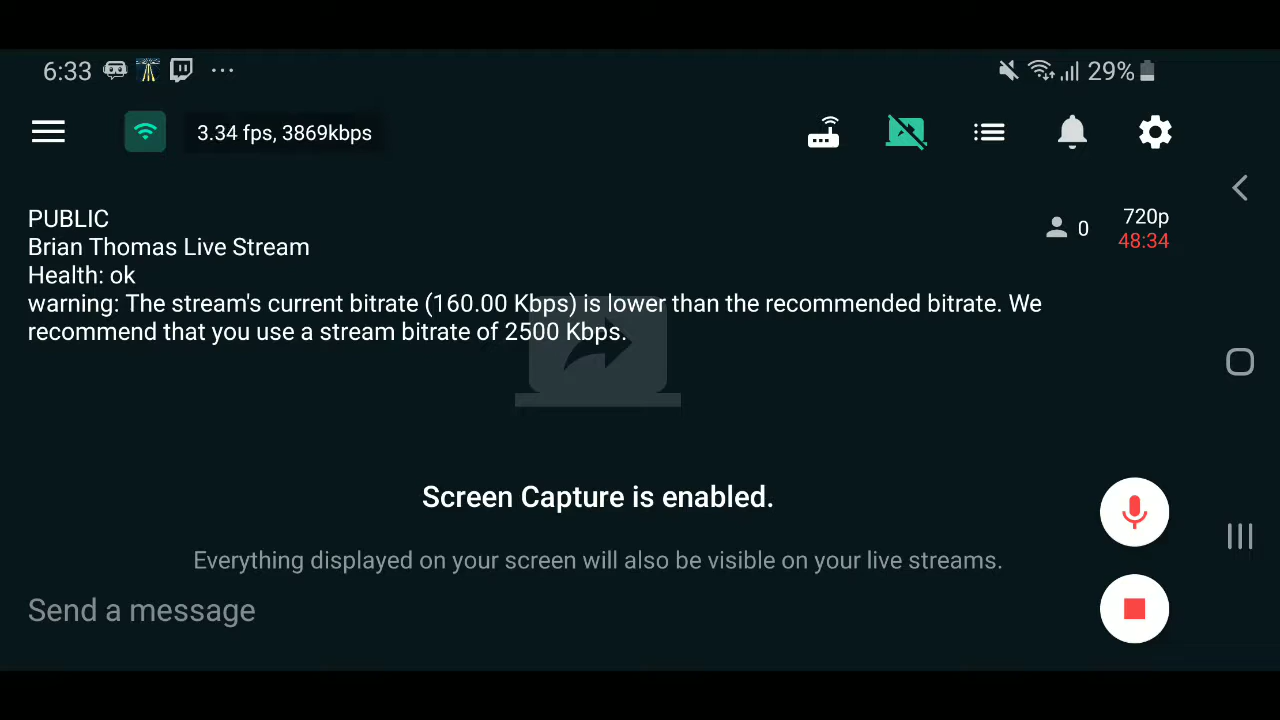 6:33 29%
3.34 fps, 3869kbps
PUBLIC
0 720p
Brian Thomas Live Stream
48:34
Health: ok
warning: The stream's current bitrate (160.00 Kbps) is lower than the recommended bitrate. We
recommend that you use a stream bitrate of 2500 Kbps.
Screen Capture is enabled.
Everything displayed on your screen will also be visible on your live streams.
Send a message